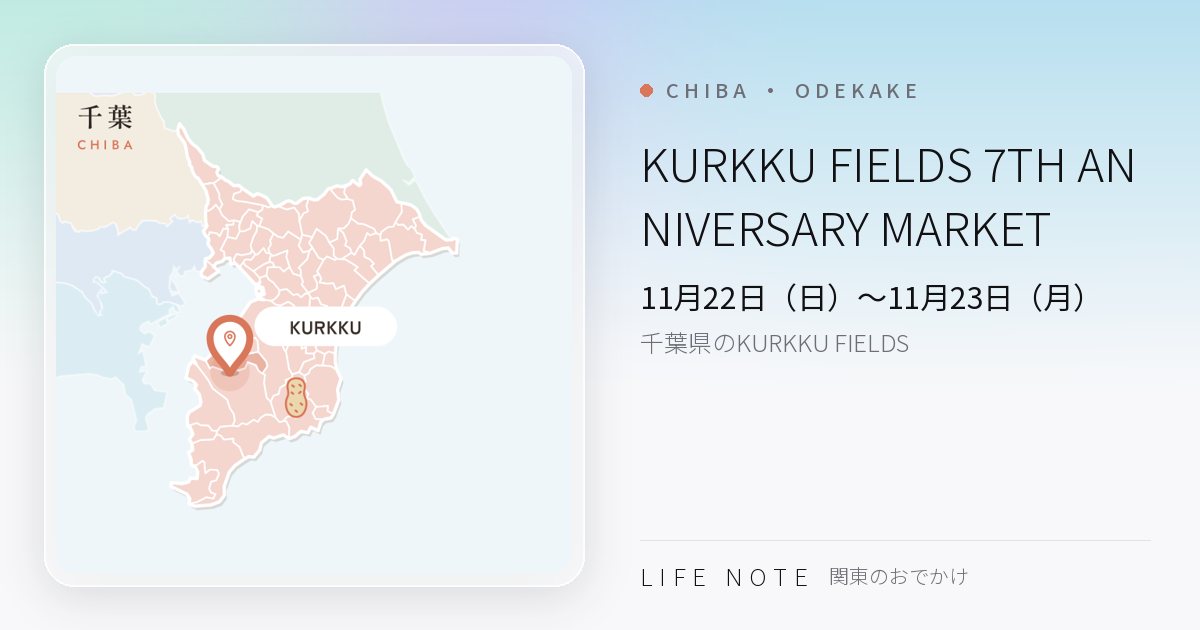 千葉
CHIBA
KURKKU
CHIBA • ODEKAKE
KURKKU FIELDS 7TH AN
NIVERSARY MARKET
11月22日（日）〜11月23日（月）
千葉県のKURKKU FIELDS
LIFE NOTE 関東のおでかけ